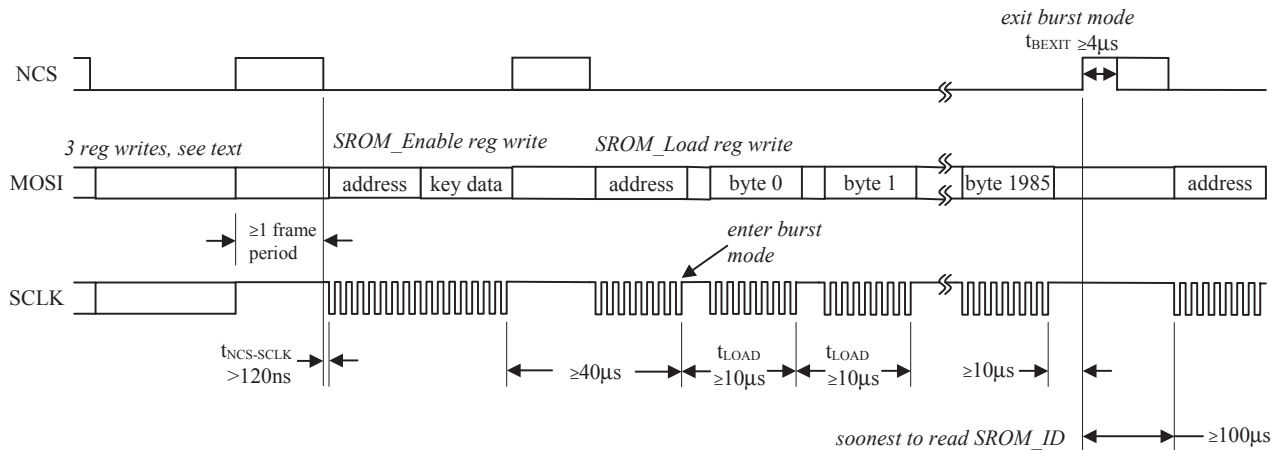 exit burst mode
tBEXIT ≥4μs
NCS
3 reg writes, see text
SROM_Enable reg write
SROM_Load reg write
MOSI
address
key data
address
byte 0
byte 1
byte 1985
address
≥1 frame
period
enter burst
mode
SCLK
tNCS-SCLK
>120ns
≥40μs
tLOAD
≥10μs
tLOAD
≥10μs
≥10μs
soonest to read SROM_ID
≥100μs